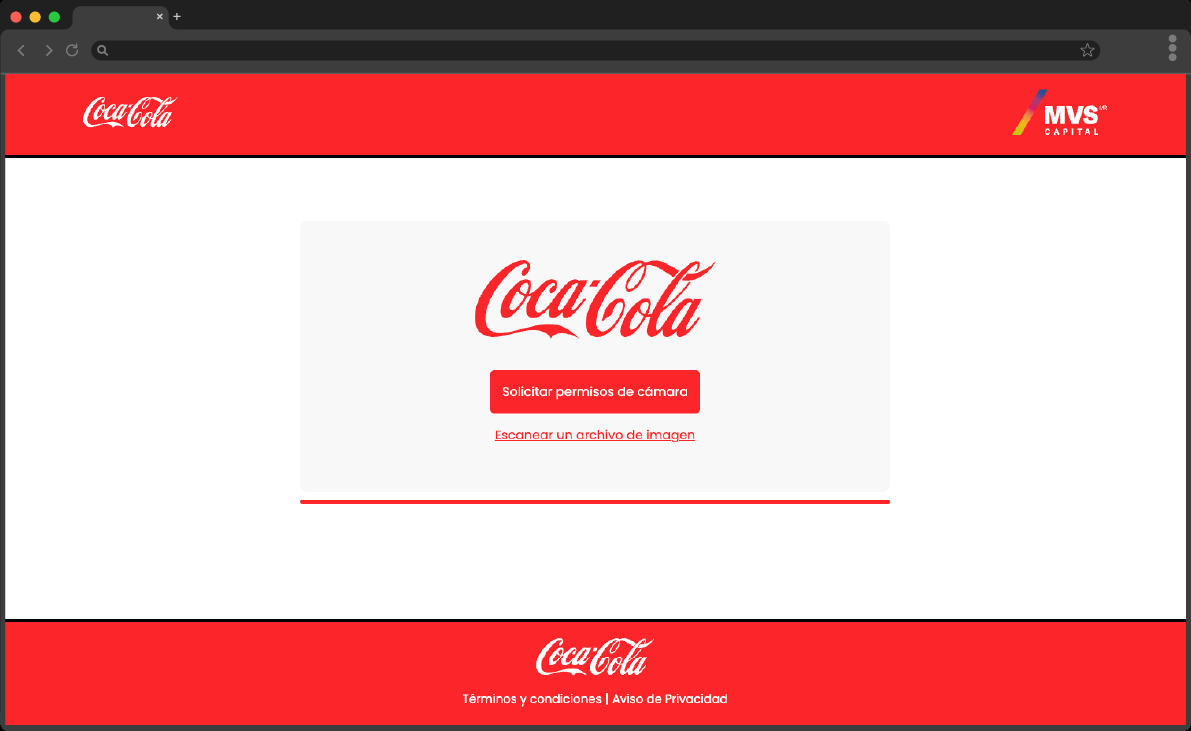 Coca-Cola
MVS MR
CAPITAL
Coca-Cola
Solicitar permisos de cámara
Escanear un archivo de imagen
Coca-Cola
Términos y condiciones | Aviso de Privacidad